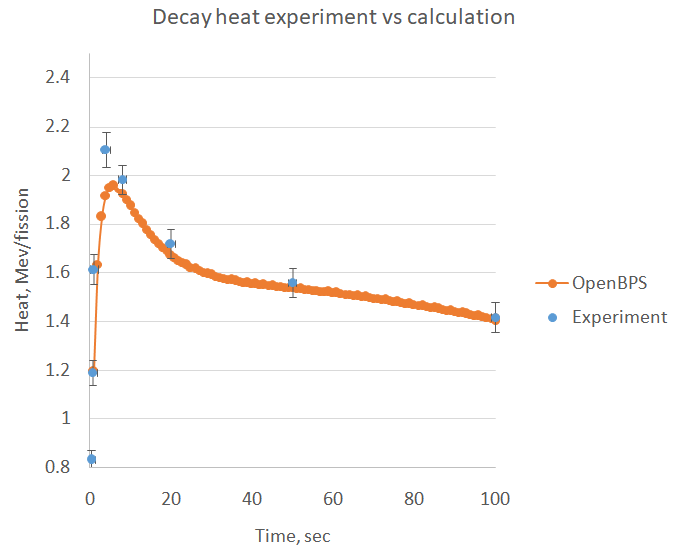 Decay heat experiment vs calculation
2.4
2.2
2
1.8
1.6
1.4
1.2
1
0.8
Heat, Mev/fission
0 20 40 60 80 100
Time, sec
OpenBPS
Experiment